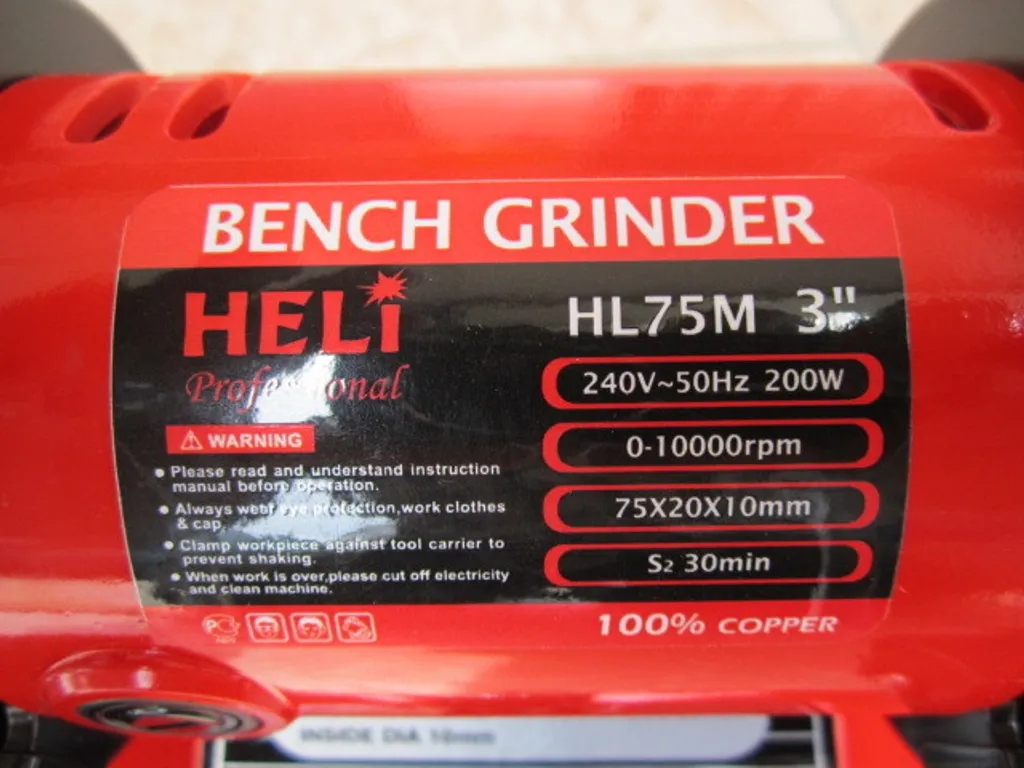 BENCH GRINDER
HELi
Professional
HL75M 3"
240V~50Hz 200W
0-10000rpm
75X20X10mm
S2 30min
WARNING
• Please read and understand instruction
manual before operation.
• Always wear eye protection,work clothes
& cap.
• Clamp workpiece against tool carrier to
prevent shaking.
• When work is over,please cut off electricity
and clean machine.
100% COPPER
INSIDE DIA 10mm